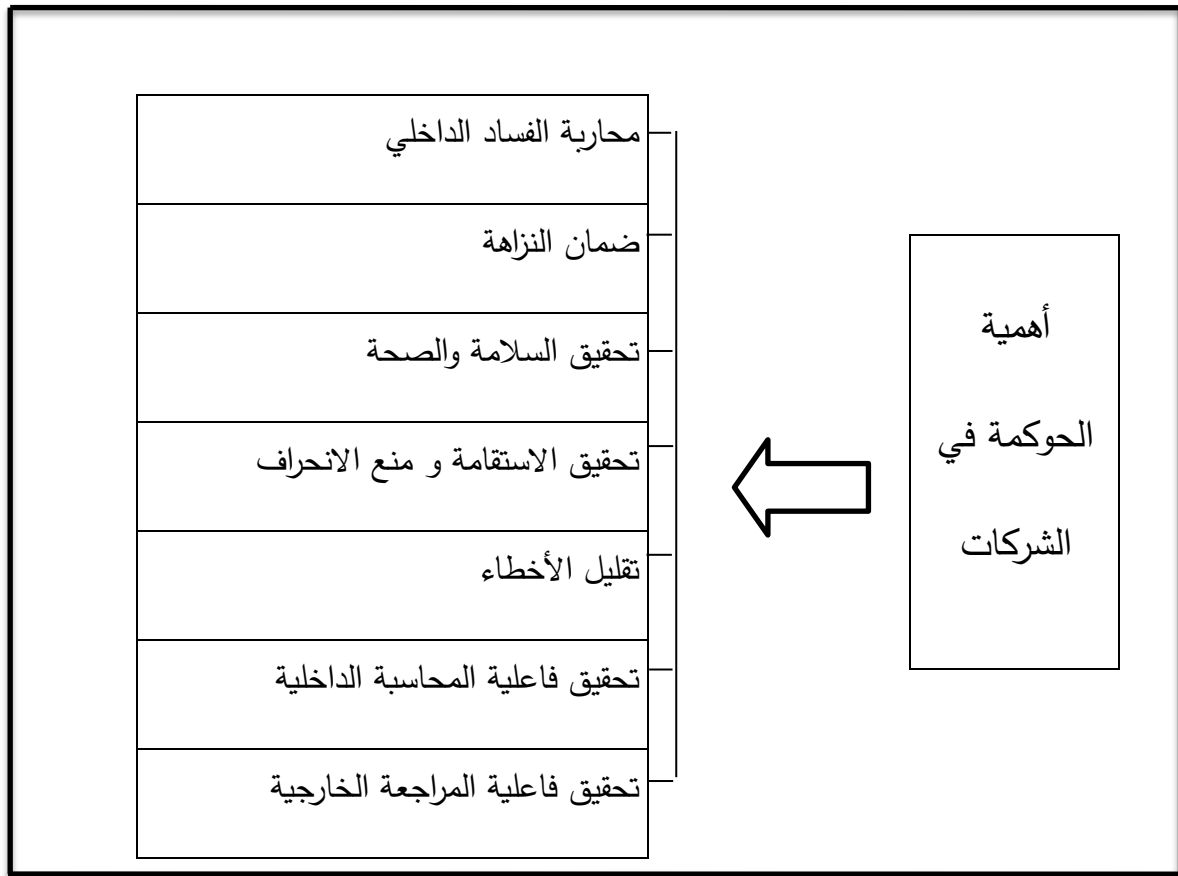 أهمية
الحوكمة في
الشركات
محاربة الفساد الداخلي
ضمان النزاهة
تحقيق السلامة والصحة
تحقيق الاستقامة و منع الانحراف
تقليل الأخطاء
تحقيق فاعلية المحاسبة الداخلية
تحقيق فاعلية المراجعة الخارجية